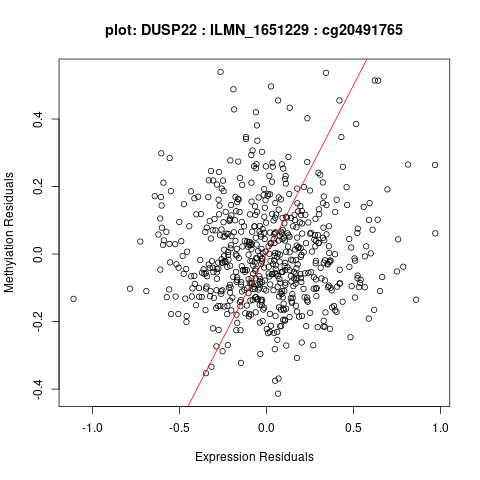 plot: DUSP22 : ILMN_1651229 : cg20491765
Methylation Residuals
0.4
0.2
0.0
-0.2
-0.4
-1.0 -0.5 0.0 0.5 1.0
Expression Residuals